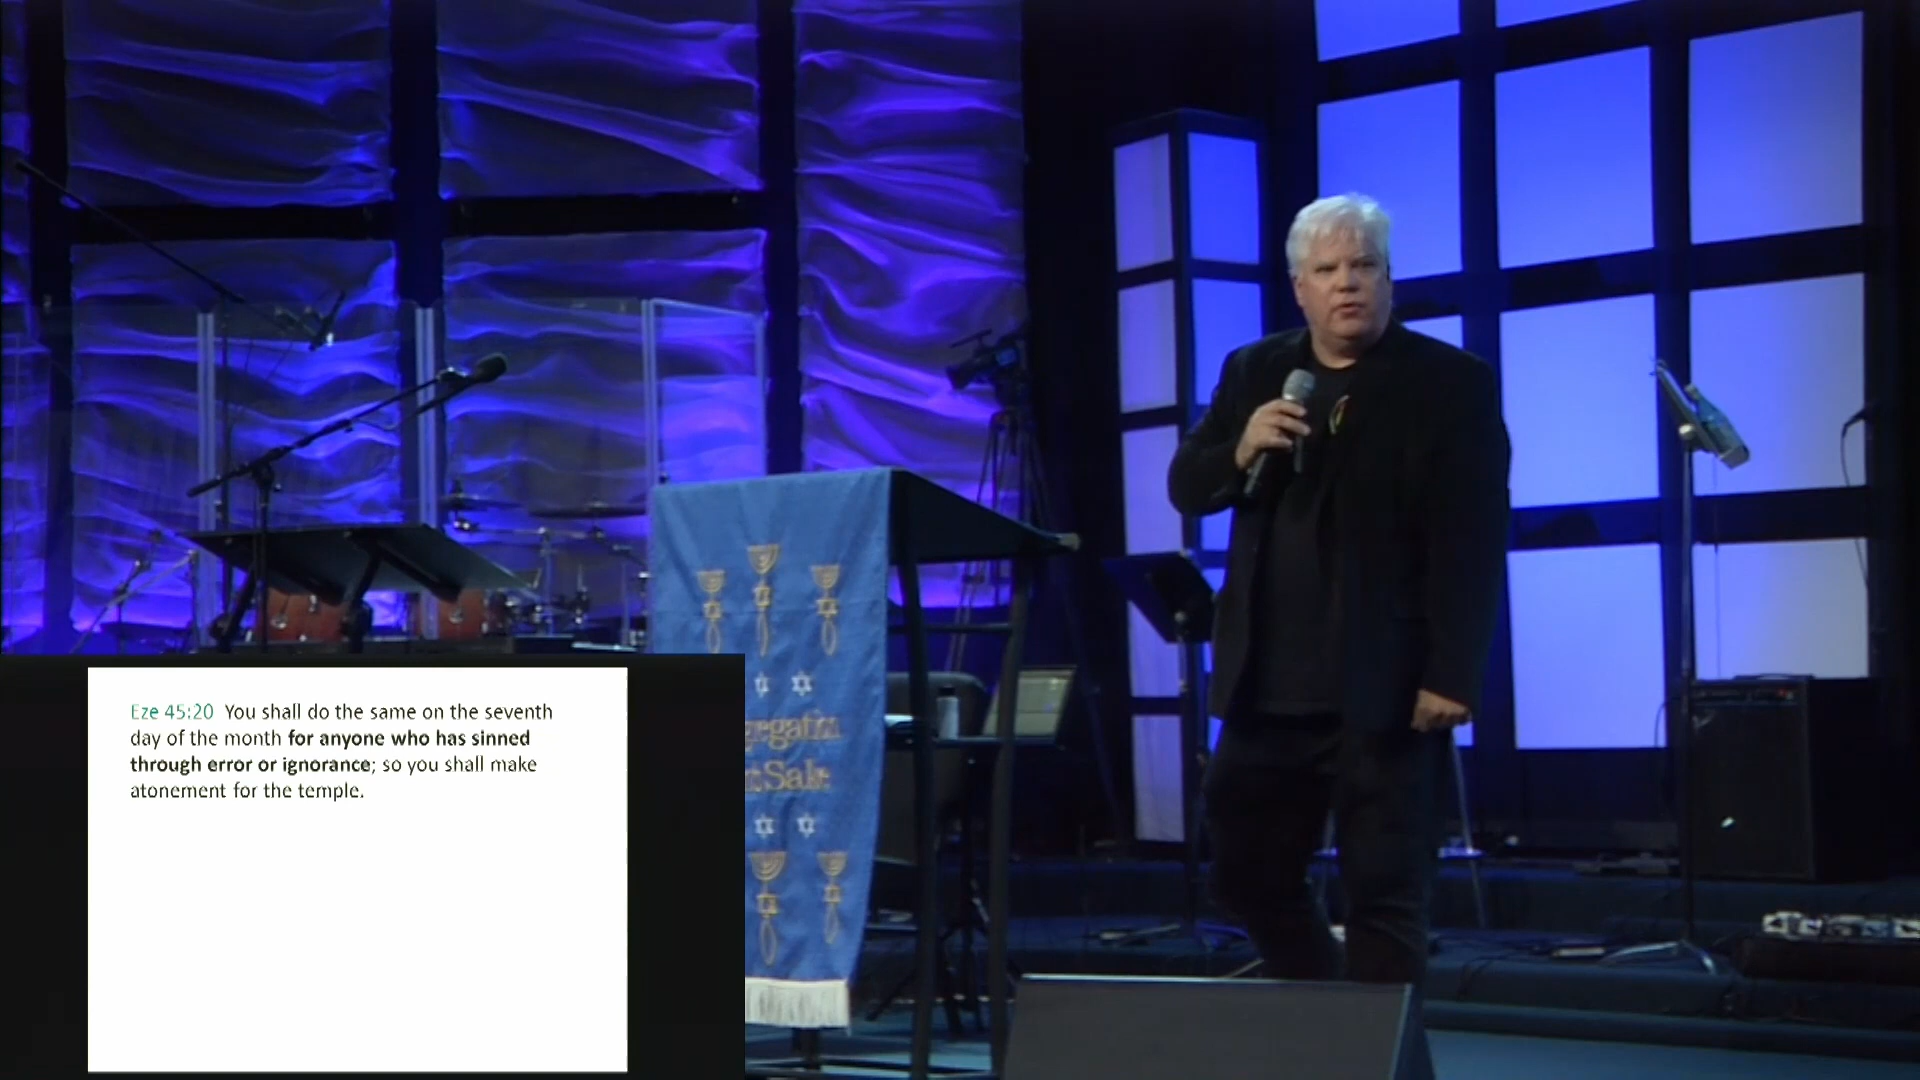 Eze 45:20 You shall do the same on the seventh
day of the month for anyone who has sinned
through error or ignorance; so you shall make
atonement for the temple.